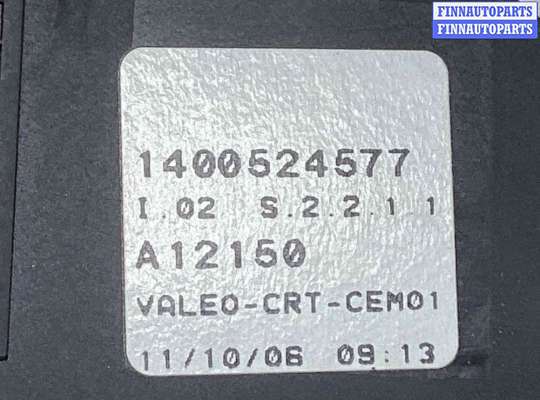 FINNAUTOPARTS
FINNAUTOPARTS
1400524577
I.02 S.2.2.1.1
A12150
VALEO-CRT-CEM01
11/10/06 09:13